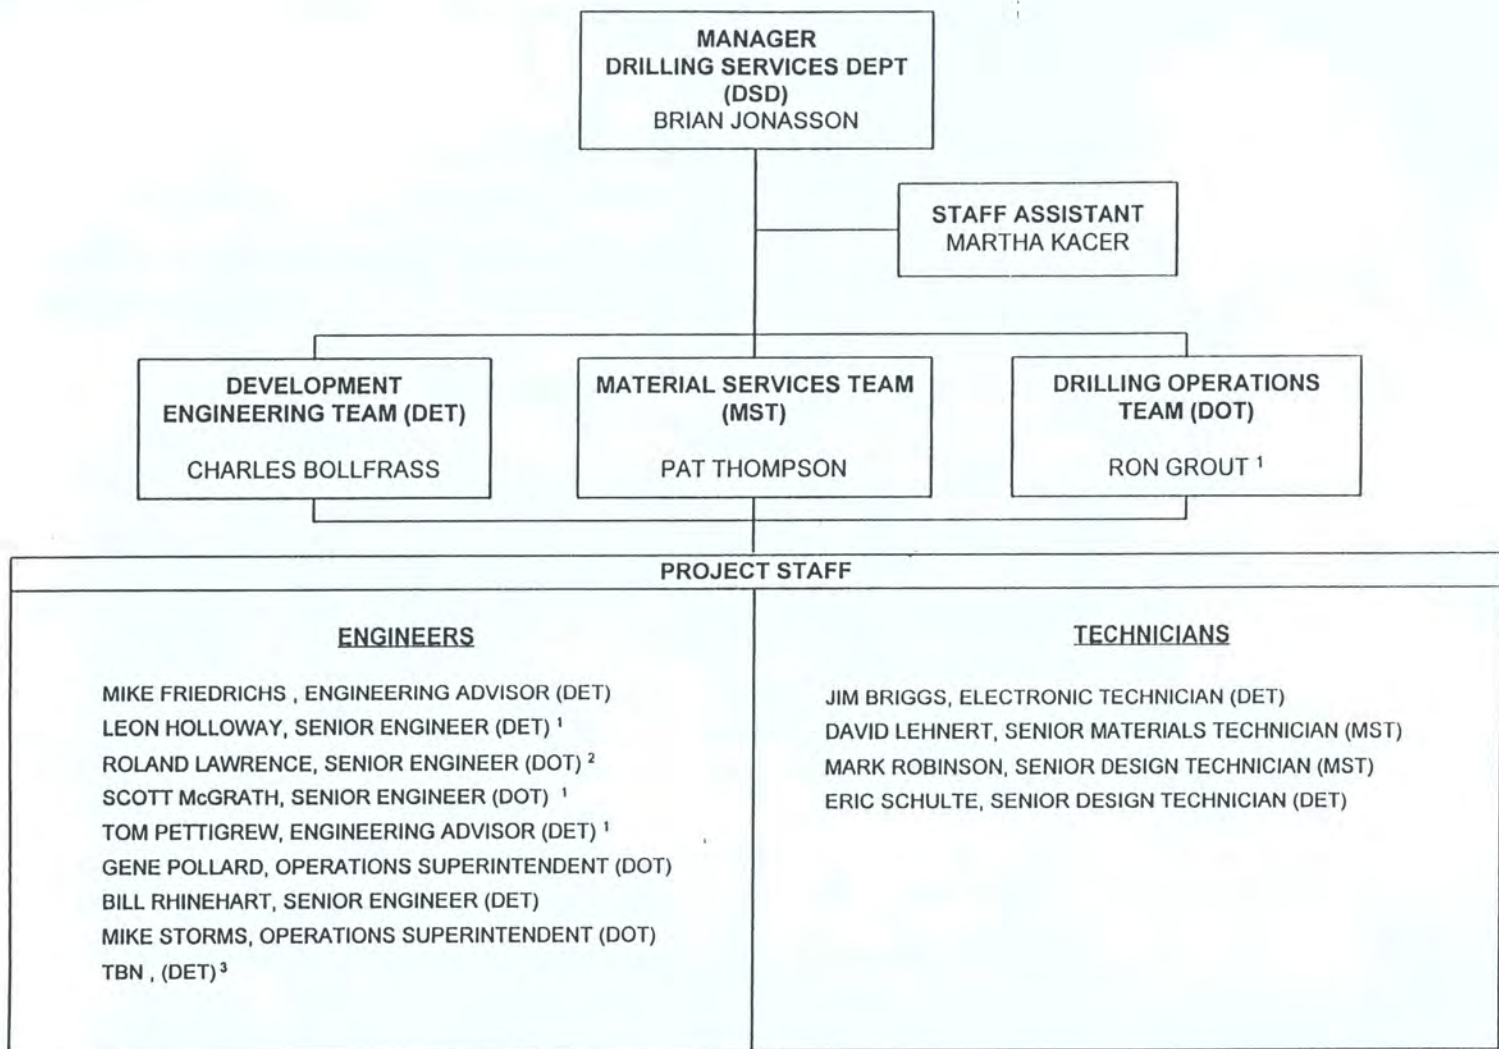 MANAGER
DRILLING SERVICES DEPT
(DSD)
BRIAN JONASSON
STAFF ASSISTANT
MARTHA KACER
DEVELOPMENT
ENGINEERING TEAM (DET)
CHARLES BOLLFRASS
MATERIAL SERVICES TEAM
(MST)
PAT THOMPSON
DRILLING OPERATIONS
TEAM (DOT)
RON GROUT ¹
PROJECT STAFF
ENGINEERS
MIKE FRIEDRICHS , ENGINEERING ADVISOR (DET)
LEON HOLLOWAY, SENIOR ENGINEER (DET) ¹
ROLAND LAWRENCE, SENIOR ENGINEER (DOT) ²
SCOTT McGRATH, SENIOR ENGINEER (DOT) ¹
TOM PETTIGREW, ENGINEERING ADVISOR (DET) ¹
GENE POLLARD, OPERATIONS SUPERINTENDENT (DOT)
BILL RHINEHART, SENIOR ENGINEER (DET)
MIKE STORMS, OPERATIONS SUPERINTENDENT (DOT)
TBN , (DET) ³
TECHNICIANS
JIM BRIGGS, ELECTRONIC TECHNICIAN (DET)
DAVID LEHNERT, SENIOR MATERIALS TECHNICIAN (MST)
MARK ROBINSON, SENIOR DESIGN TECHNICIAN (MST)
ERIC SCHULTE, SENIOR DESIGN TECHNICIAN (DET)